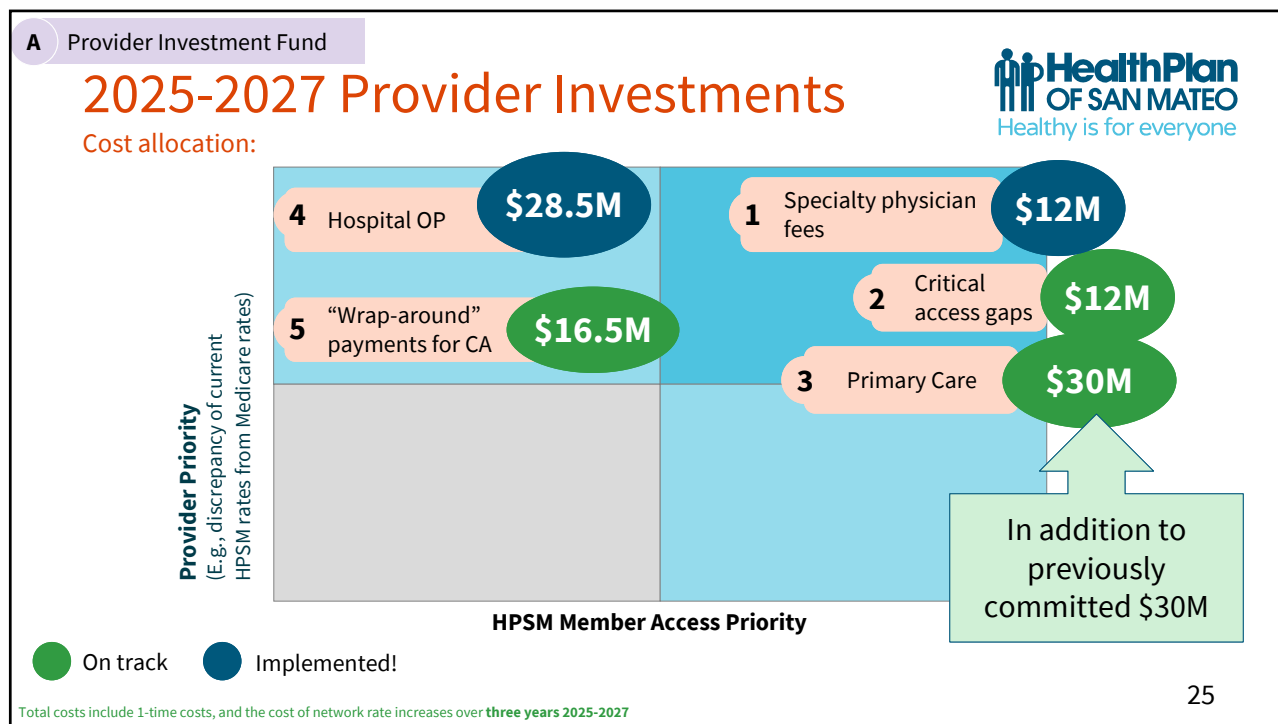 A Provider Investment Fund
2025-2027 Provider Investments
HealthPlan
OF SAN MATEO
Healthy is for everyone
Cost allocation:
4 Hospital OP $28.5M
1 Specialty physician
fees
$12M
2 Critical
access gaps
$12M
5 “Wrap-around”
payments for CA
$16.5M
3 Primary Care $30M
In addition to
previously
committed $30M
Provider Priority
(E.g., discrepancy of current
HPSM rates from Medicare rates)
HPSM Member Access Priority
On track
Implemented!
Total costs include 1-time costs, and the cost of network rate increases over three years 2025-2027
25